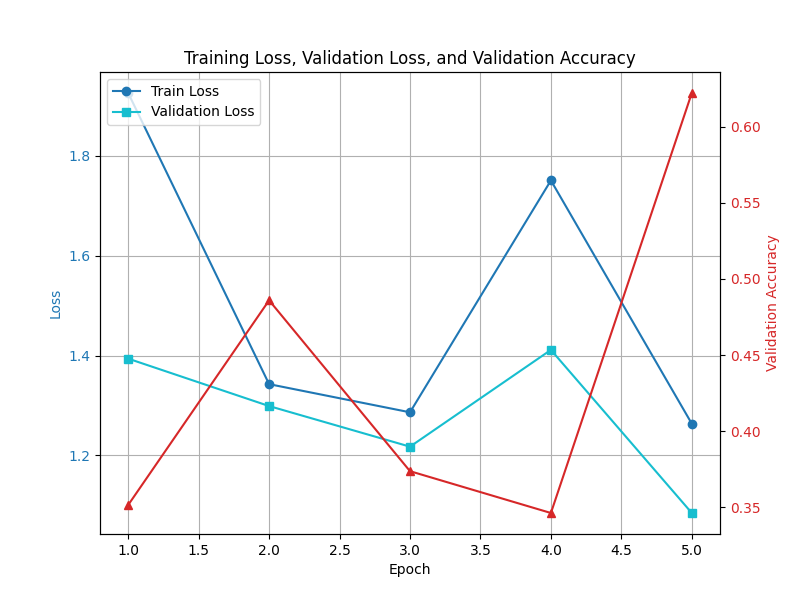 Training Loss, Validation Loss, and Validation Accuracy
Train Loss
Validation Loss
Loss
1.8
1.6
1.4
1.2
0.60
0.55
0.50
0.45
0.40
0.35
Validation Accuracy
1.0 1.5 2.0 2.5 3.0 3.5 4.0 4.5 5.0
Epoch